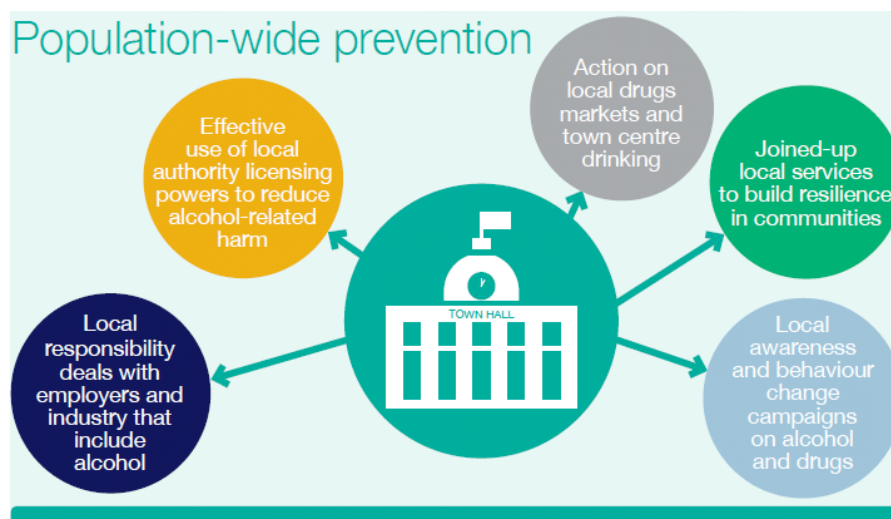 Population-wide prevention
Effective
use of local
authority licensing
powers to reduce
alcohol-related
harm
Action on
local drugs
markets and
town centre
drinking
Joined-up
local services
to build resilience
in communities
TOWN HALL
Local
responsibility
deals with
employers and
industry that
include
alcohol
Local
awareness
and behaviour
change
campaigns
on alcohol
and drugs